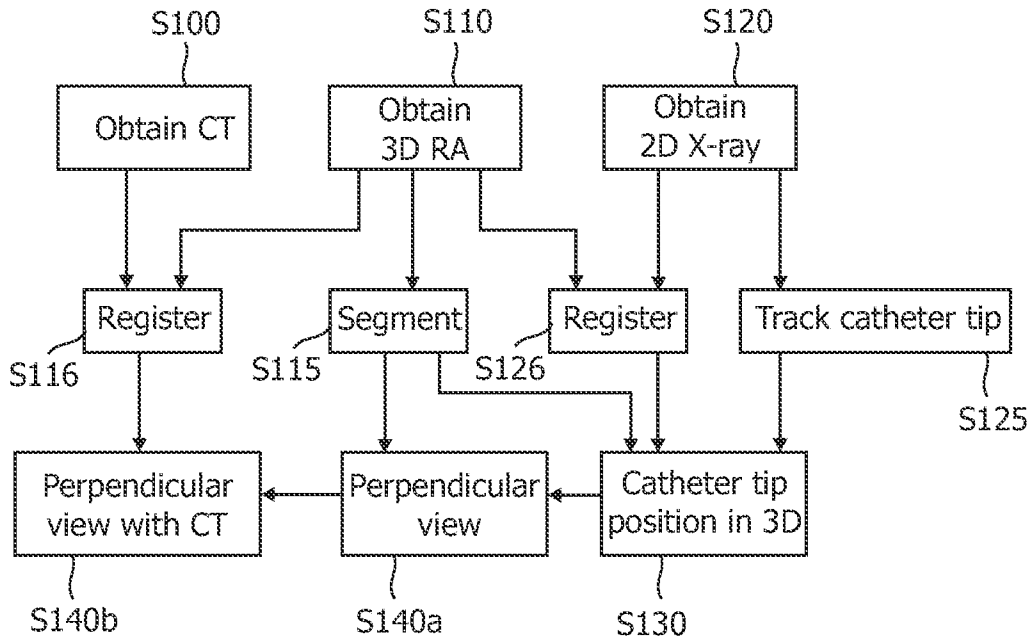 S100
S110
S120
Obtain CT
Obtain
3D RA
Obtain
2D X-ray
Register
Segment
Register
Track catheter tip
S116
S115
S126
S125
Perpendicular
view with CT
Perpendicular
view
Catheter tip
position in 3D
S140b
S140a
S130